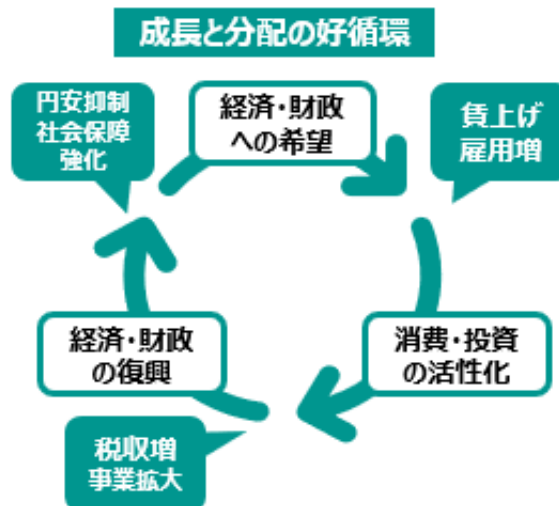 成長と分配の好循環
円安抑制
社会保障
強化
経済・財政
への希望
賃上げ
雇用増
消費・投資
の活性化
税収増
事業拡大
経済・財政
の復興